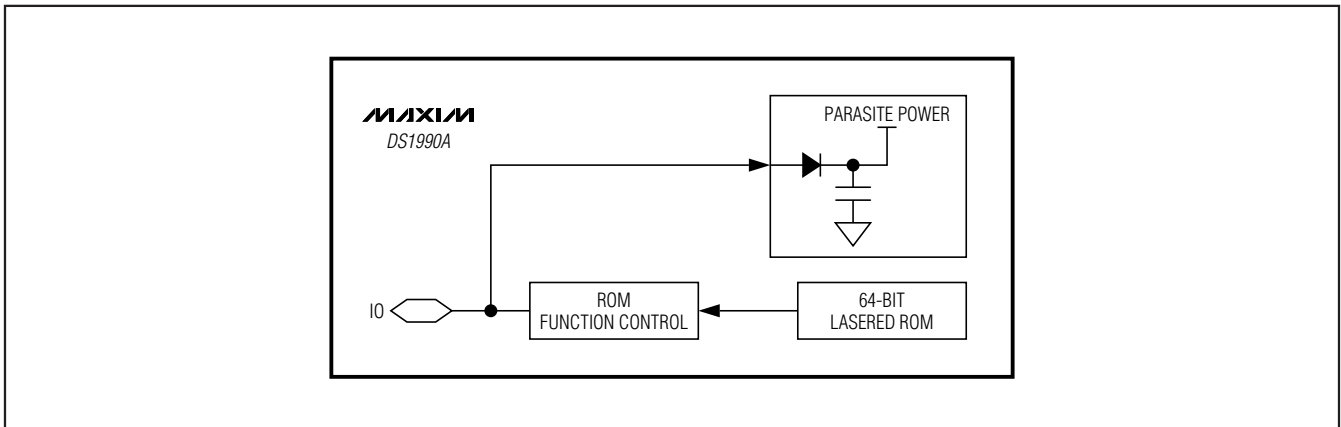 MAXIM
DS1990A
PARASITE POWER
IO
ROM
FUNCTION CONTROL
64-BIT
LASERED ROM